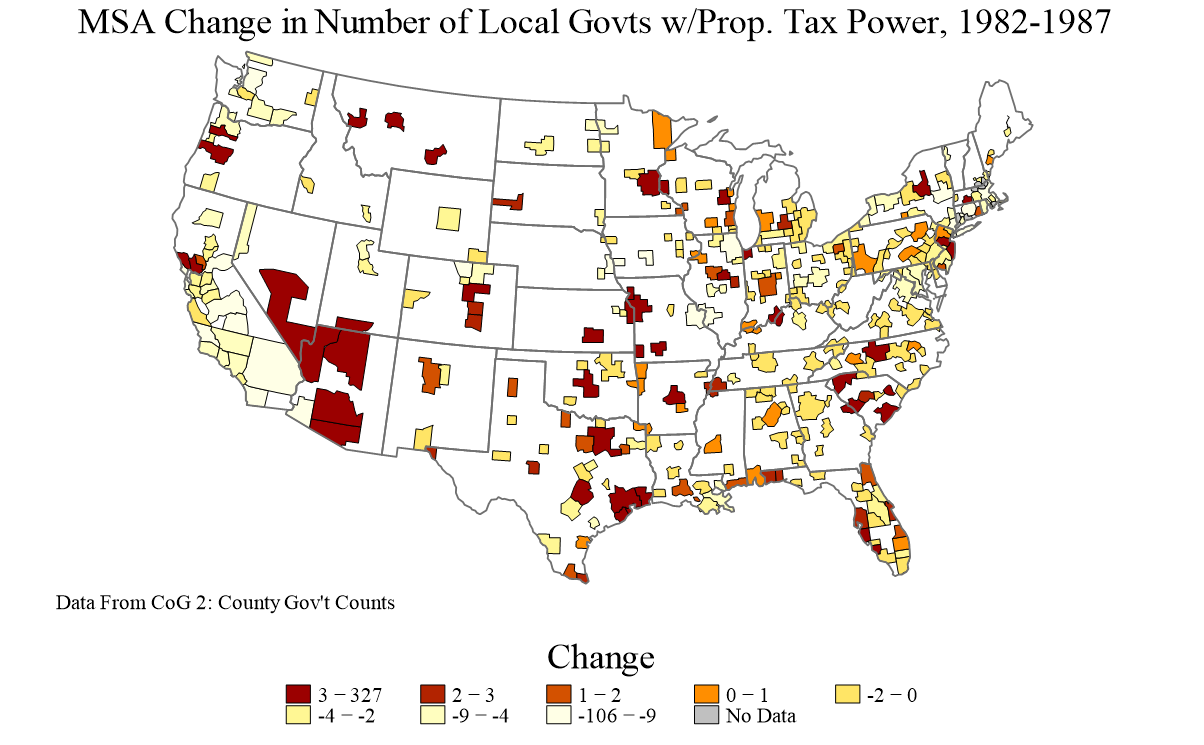 MSA Change in Number of Local Govts w/Prop. Tax Power, 1982-1987
Data From CoG 2: County Gov't Counts
Change
3 − 327 2 − 3 1 − 2 0 − 1 -2 − 0
-4 − -2 -9 − -4 -106 − -9 No Data